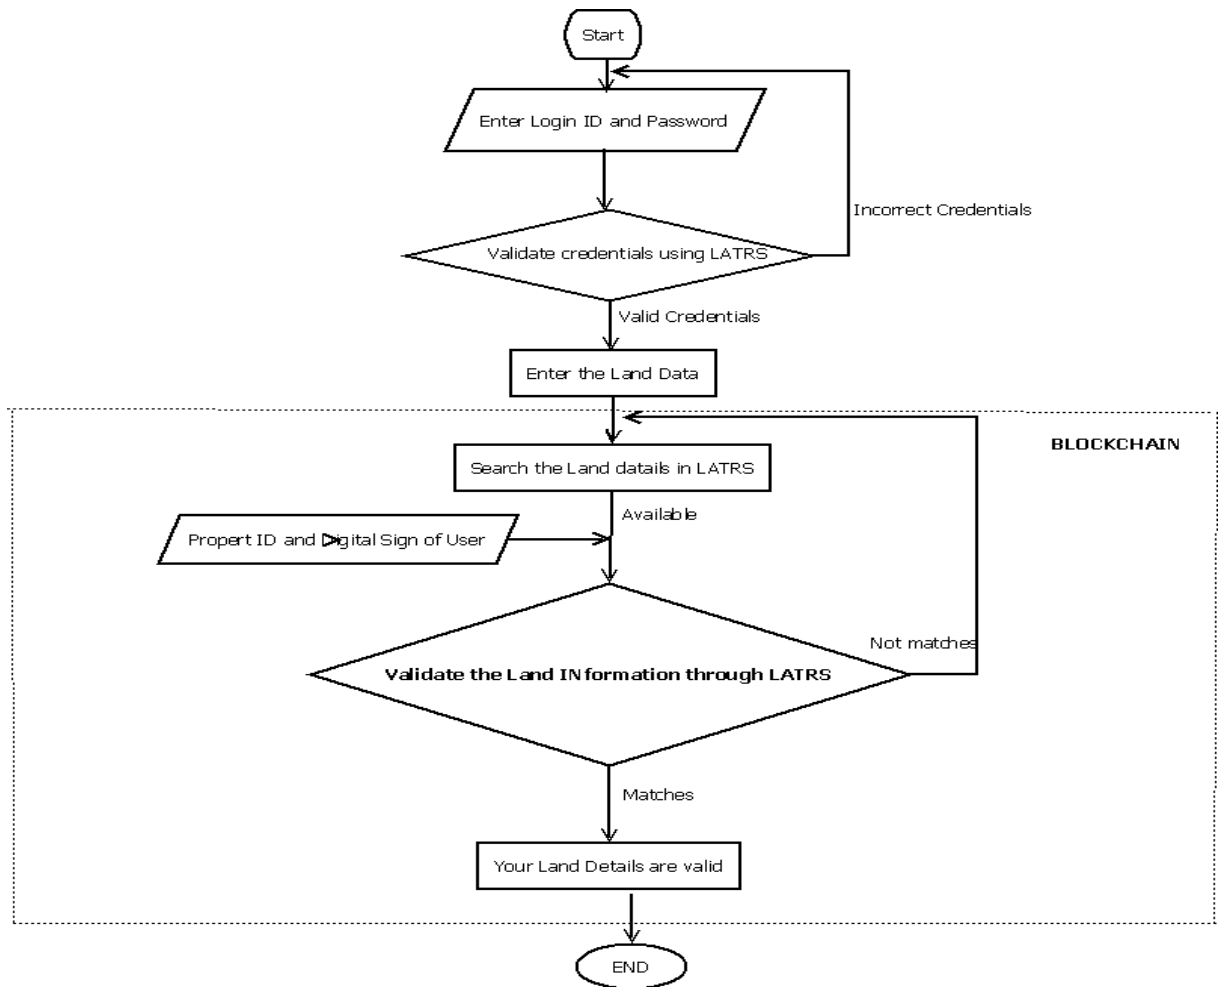 Start
Enter Login ID and Password
Incorrect Credentials
Validate credentials using LATRS
Valid Credentials
Enter the Land Data
BLOCKCHAIN
Search the Land datails in LATRS
Available
Propert ID and Digital Sign of User
Not matches
Validate the Land INformation through LATRS
Matches
Your Land Details are valid
END